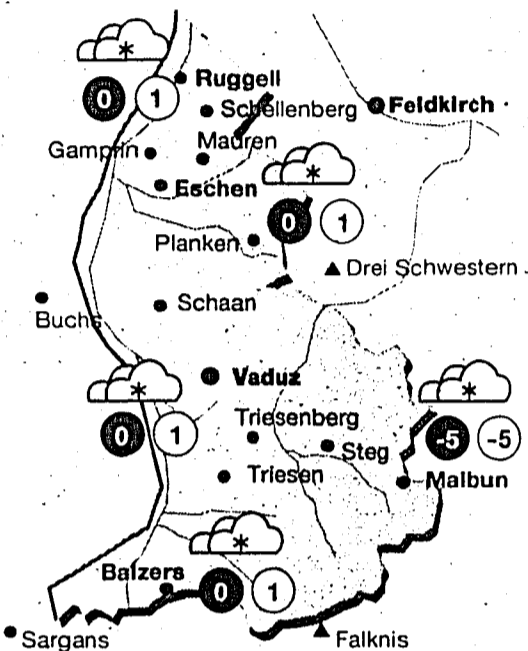 Ruggell
0 1
Schellenberg
Feldkirch
Mauren
Gamprin
Eschen
0 1
Planken
Drei Schwestern
Schaan
Buchs
Vaduz
Triesenberg
0 1
-5 -5
Steg
Triesen
Malbun
Balzers
0 1
Sargans
Falknis